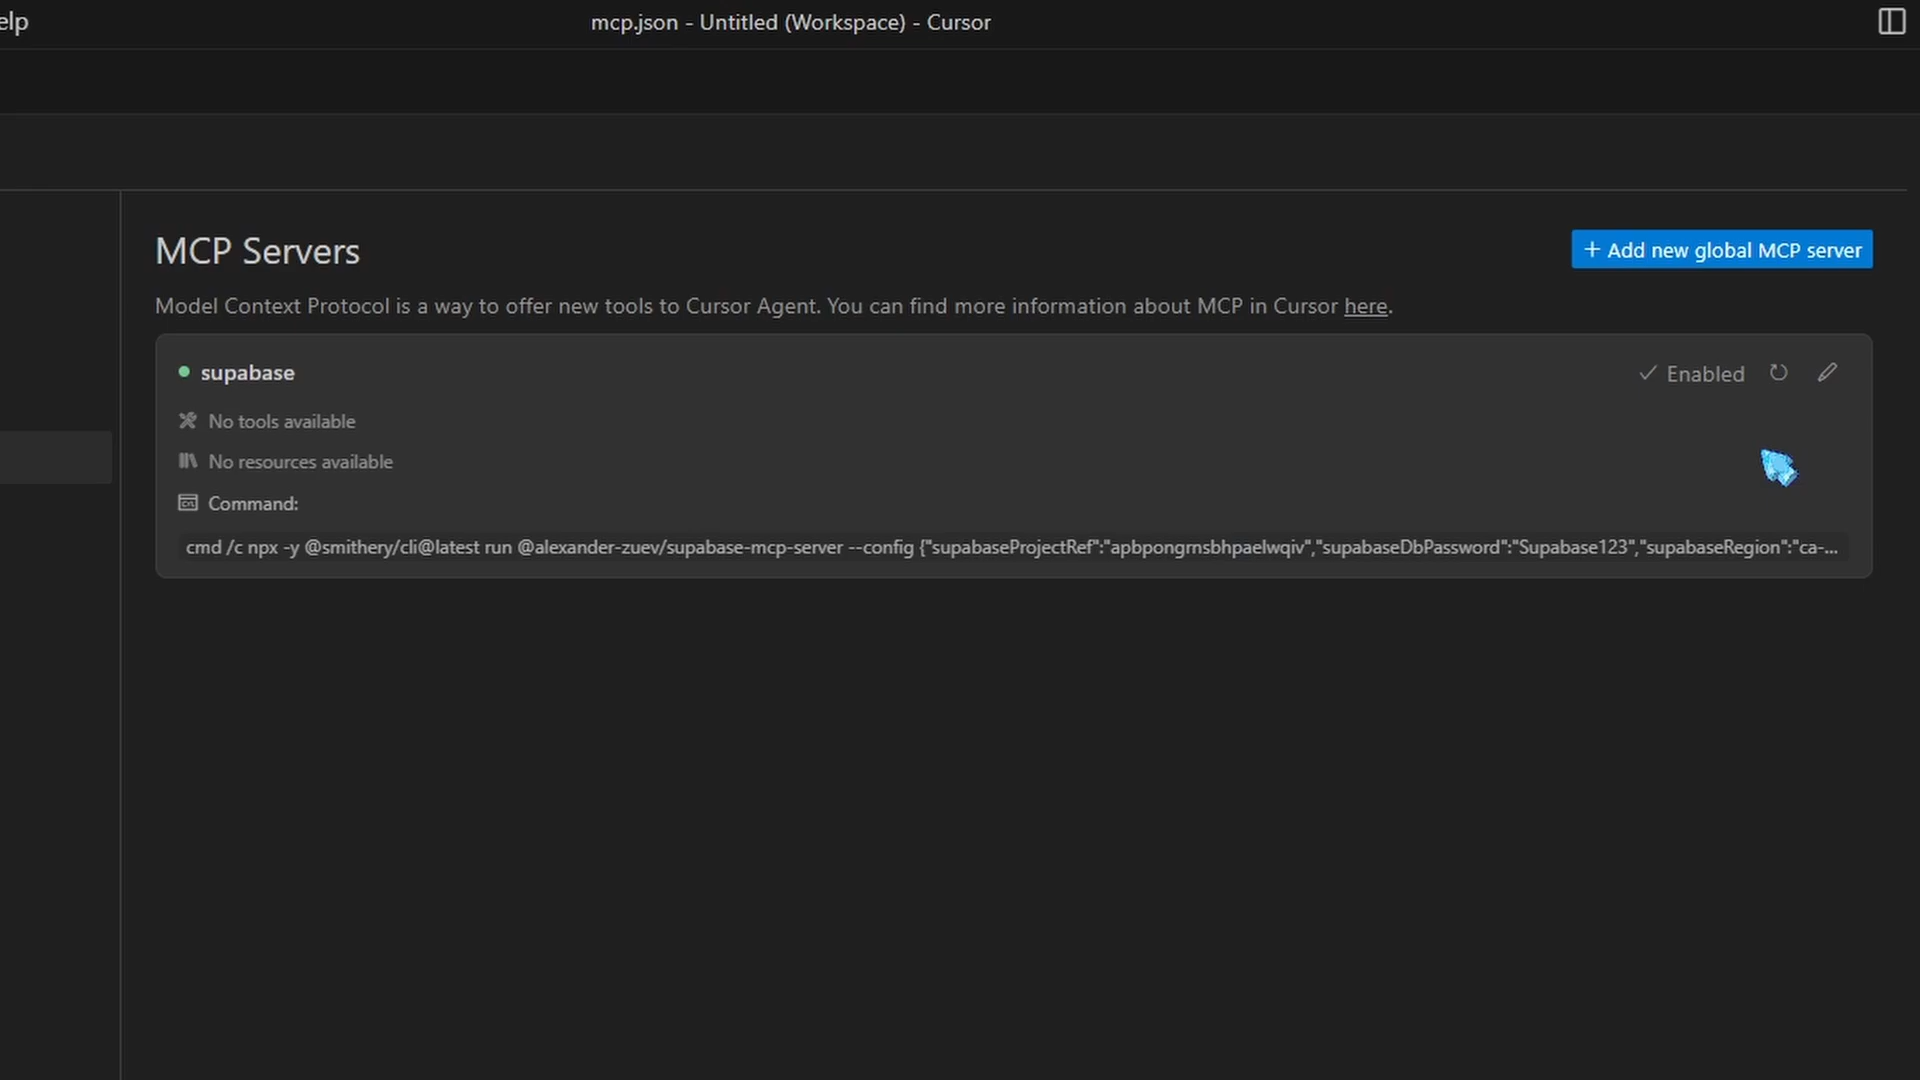 elp
mcp.json - Untitled (Workspace) - Cursor
MCP Servers
+ Add new global MCP server
Model Context Protocol is a way to offer new tools to Cursor Agent. You can find more information about MCP in Cursor here.
supabase
Enabled
No tools available
No resources available
Command:
cmd /c npx -y @smithery/cli@latest run @alexander-zuev/supabase-mcp-server --config {"supabaseProjectRef":"apbpongrnsbhpaelwqiv","supabaseDbPassword":"Supabase123","supabaseRegion":"ca-...